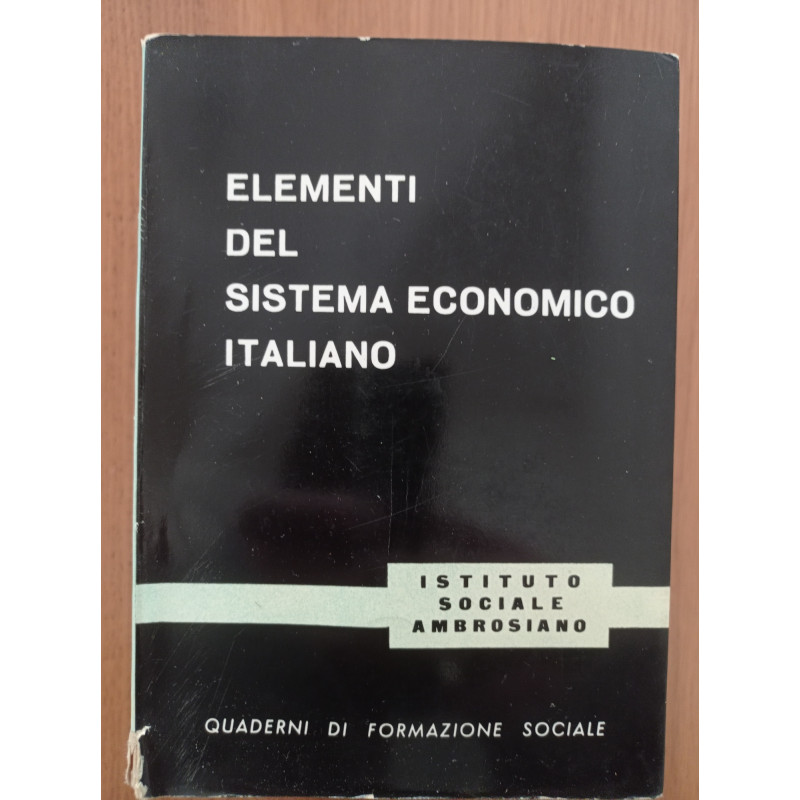 ELEMENTI
DEL
SISTEMA ECONOMICO
ITALIANO
ISTITUTO
SOCIALE
AMBROSIANO
QUADERNI DI FORMAZIONE SOCIALE